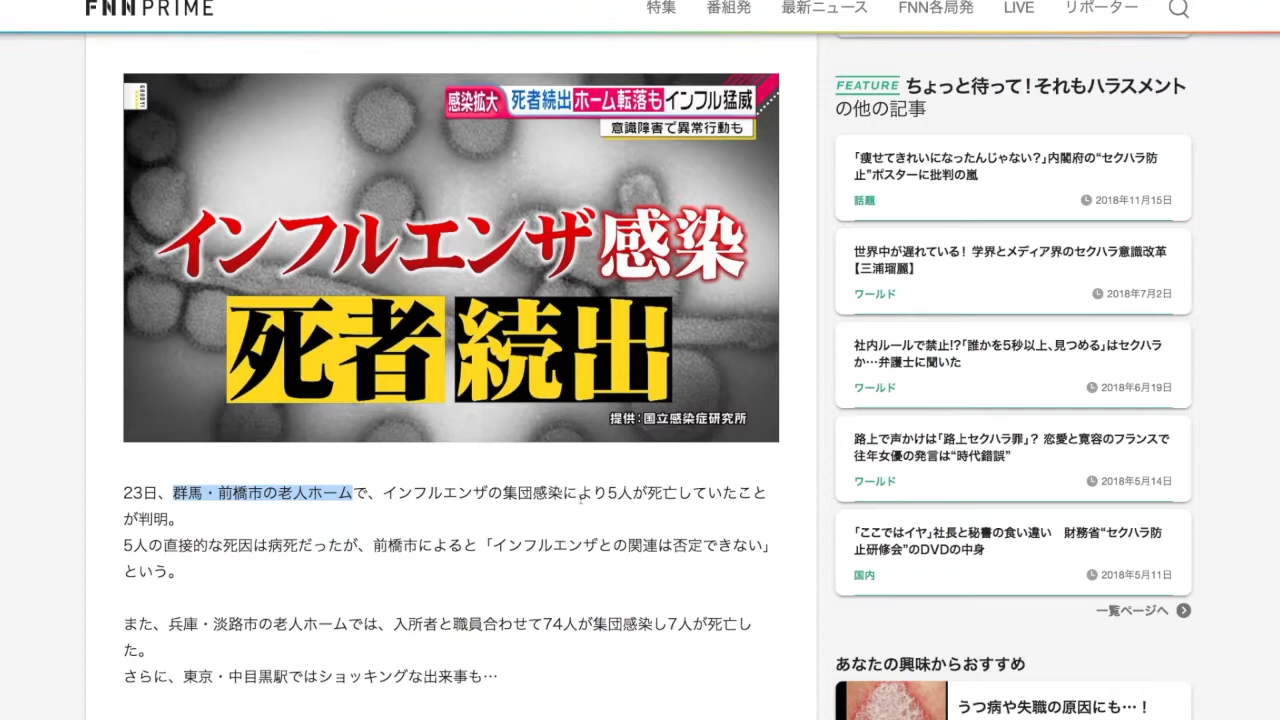 FNN PRIME
特集
番組発
最新ニュース
FNN各局発
LIVE
リポーター
感染拡大
死者続出ホーム転落もインフル猛威
意識障害で異常行動も
インフルエンザ感染
死者続出
提供：国立感染症研究所
23日、群馬・前橋市の老人ホームで、インフルエンザの集団感染により5人が死亡していたこと
が判明。
5人の直接的な死因は病死だったが、前橋市によると「インフルエンザとの関連は否定できない」
という。
また、兵庫・淡路市の老人ホームでは、入所者と職員合わせて74人が集団感染し7人が死亡し
た。
さらに、東京・中目黒駅ではショッキングな出来事も…
FEATURE ちょっと待って！それもハラスメント
の他の記事
「痩せてきれいになったんじゃない？」内閣府の“セクハラ防
止”ポスターに批判の嵐
話題
2018年11月15日
世界中が遅れている！ 学界とメディア界のセクハラ意識改革
【三浦瑠麗】
ワールド
2018年7月2日
社内ルールで禁止!?「誰かを5秒以上、見つめる」はセクハラ
か…弁護士に聞いた
ワールド
2018年6月19日
路上で声かけは「路上セクハラ罪」？ 恋愛と寛容のフランスで
往年女優の発言は“時代錯誤”
ワールド
2018年5月14日
「ここではイヤ」社長と秘書の食い違い　財務省“セクハラ防
止研修会”のDVDの中身
国内
2018年5月11日
一覧ページへ
あなたの興味からおすすめ
うつ病や失職の原因にも…！